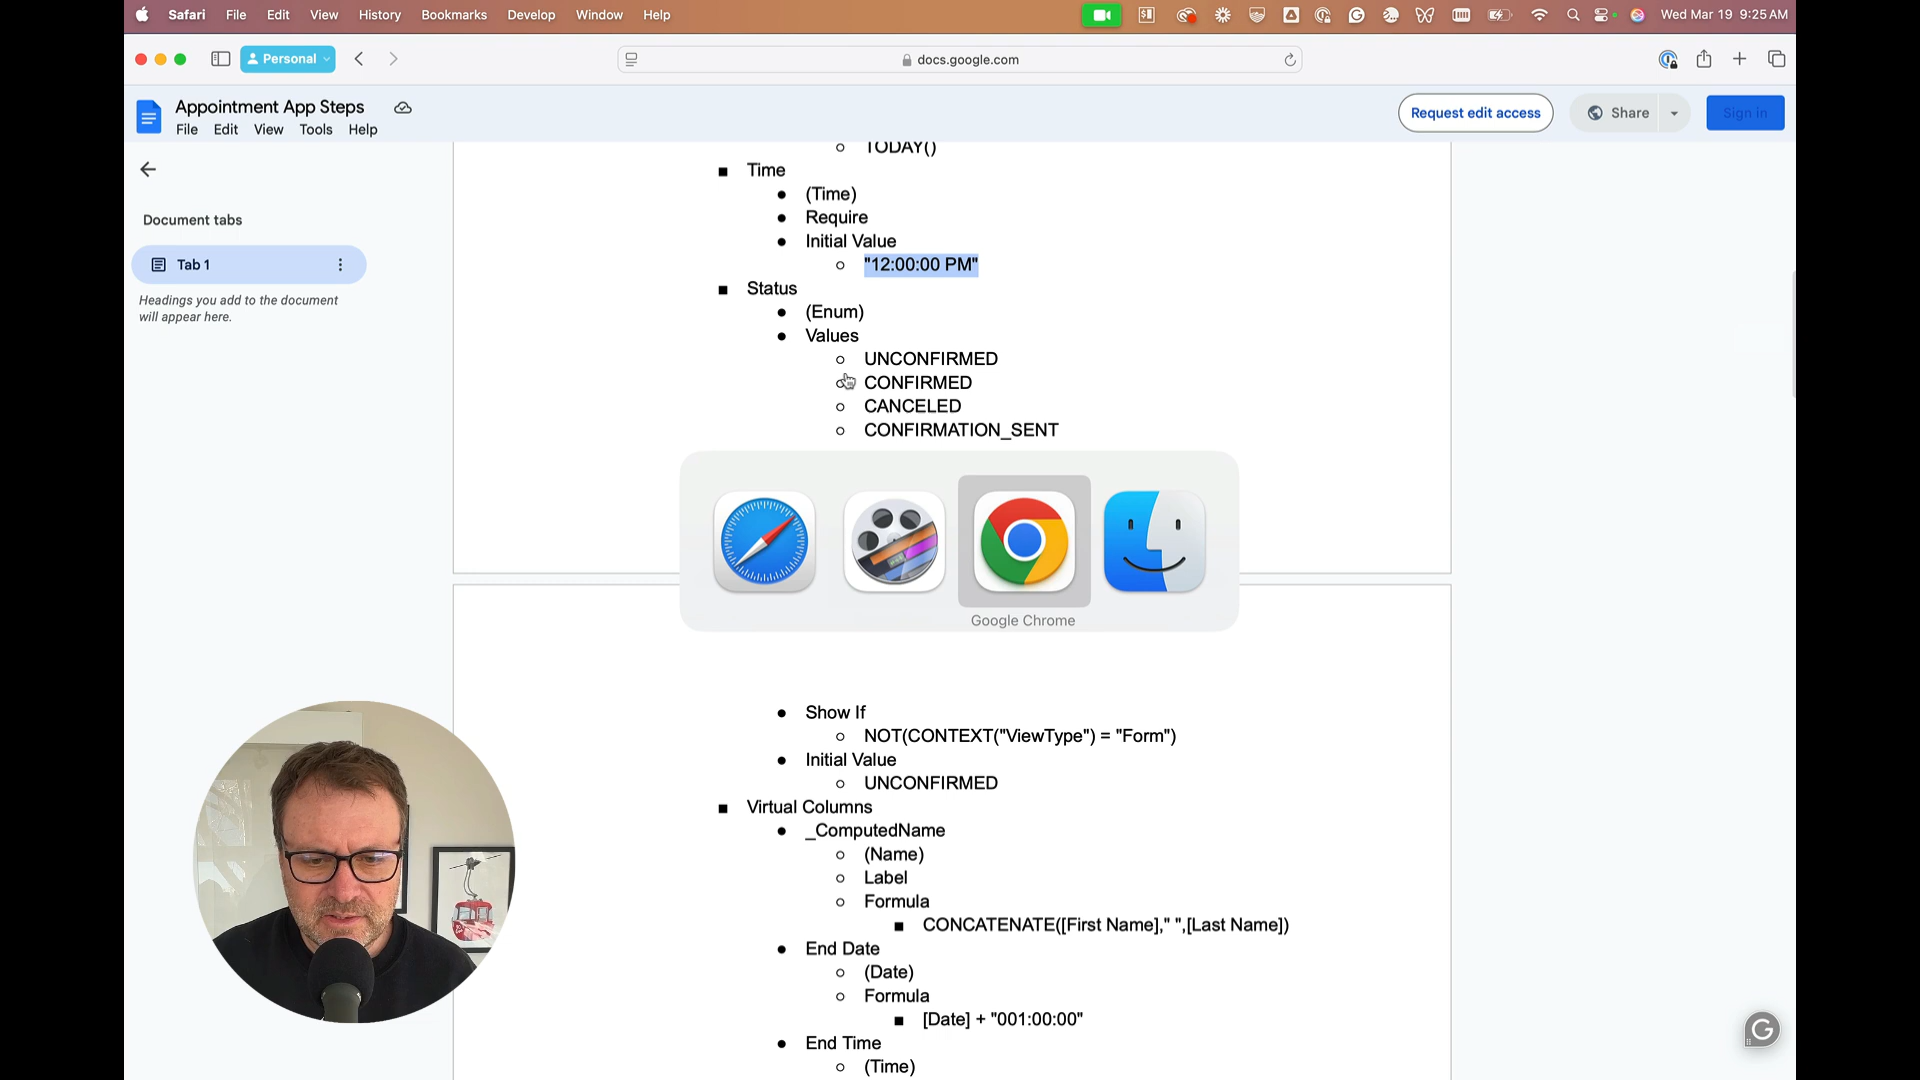 Safari File Edit View History Bookmarks Develop Window Help Wed Mar 19 9:25 AM
Personal docs.google.com
Appointment App Steps
File Edit View Tools Help
Request edit access Share Sign in
Document tabs
Tab 1
Headings you add to the document
will appear here.
TODAY()
Time
(Time)
Require
Initial Value
"12:00:00 PM"
Status
(Enum)
Values
UNCONFIRMED
CONFIRMED
CANCELED
CONFIRMATION_SENT
Google Chrome
Show If
NOT(CONTEXT("ViewType") = "Form")
Initial Value
UNCONFIRMED
Virtual Columns
_ComputedName
(Name)
Label
Formula
CONCATENATE([First Name]," ",[Last Name])
End Date
(Date)
Formula
[Date] + "001:00:00"
End Time
(Time)